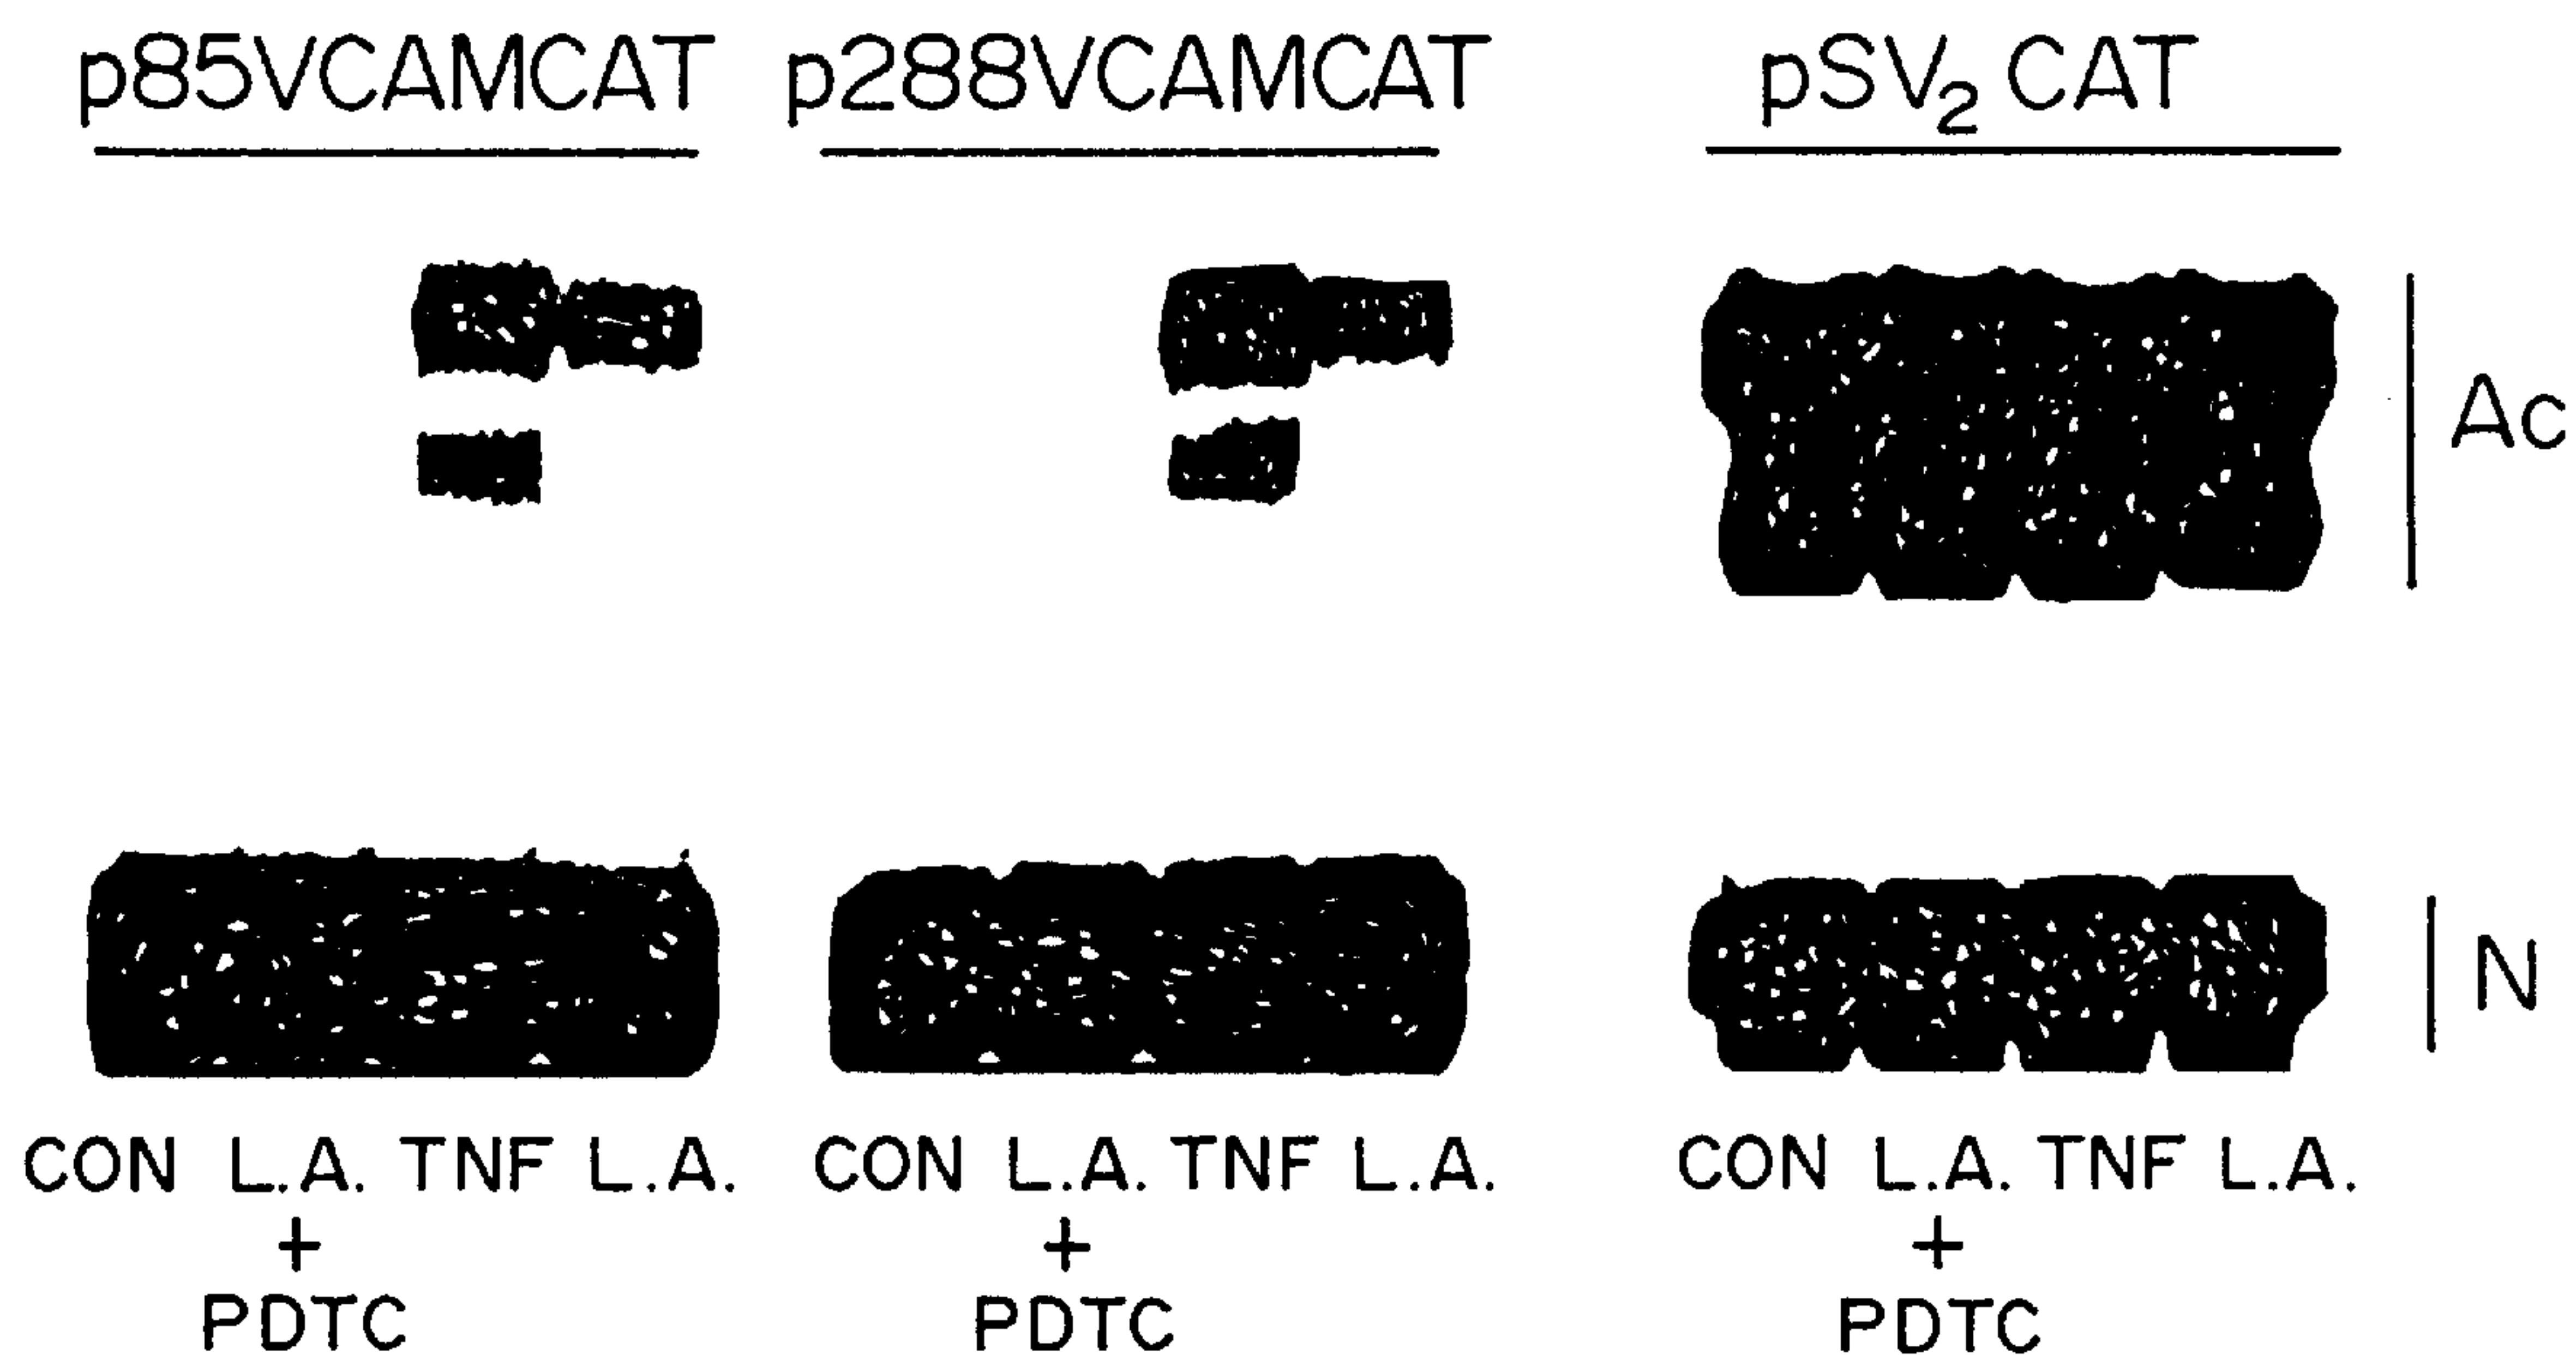 p85VCAMCAT p288VCAMCAT pSV₂ CAT
Ac
N
CON L.A. TNF L.A. CON L.A. TNF L.A. CON L.A. TNF L.A.
+ + +
PDTC PDTC PDTC